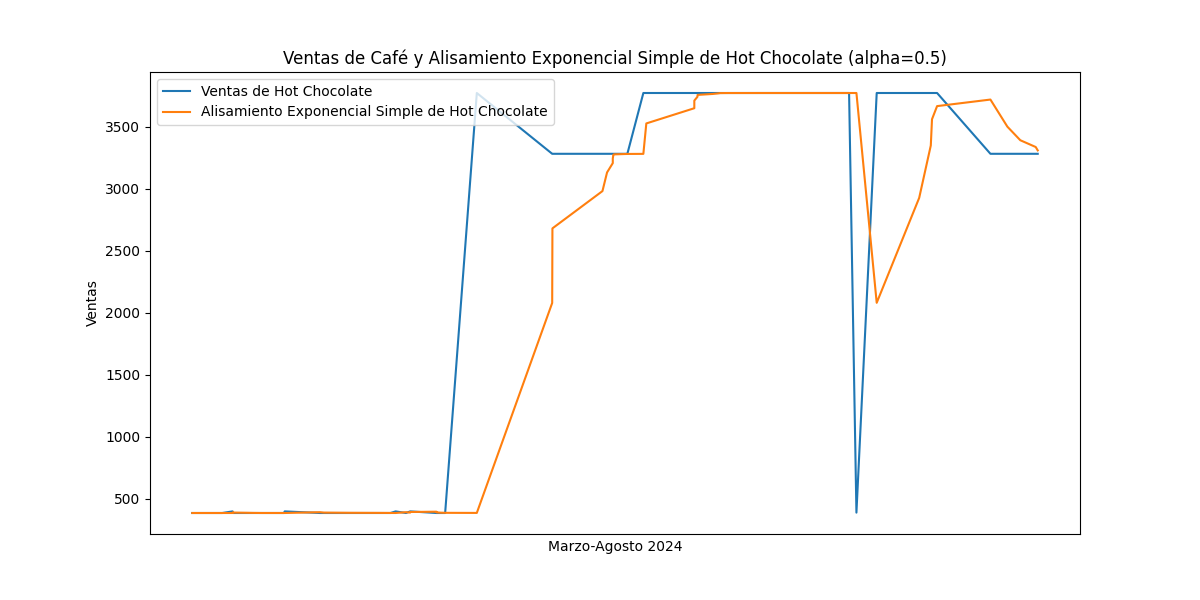 Ventas de Café y Alisamiento Exponencial Simple de Hot Chocolate (alpha=0.5)
Ventas de Hot Chocolate
Alisamiento Exponencial Simple de Hot Chocolate
3500
3000
2500
2000
1500
1000
500
Ventas
Marzo-Agosto 2024